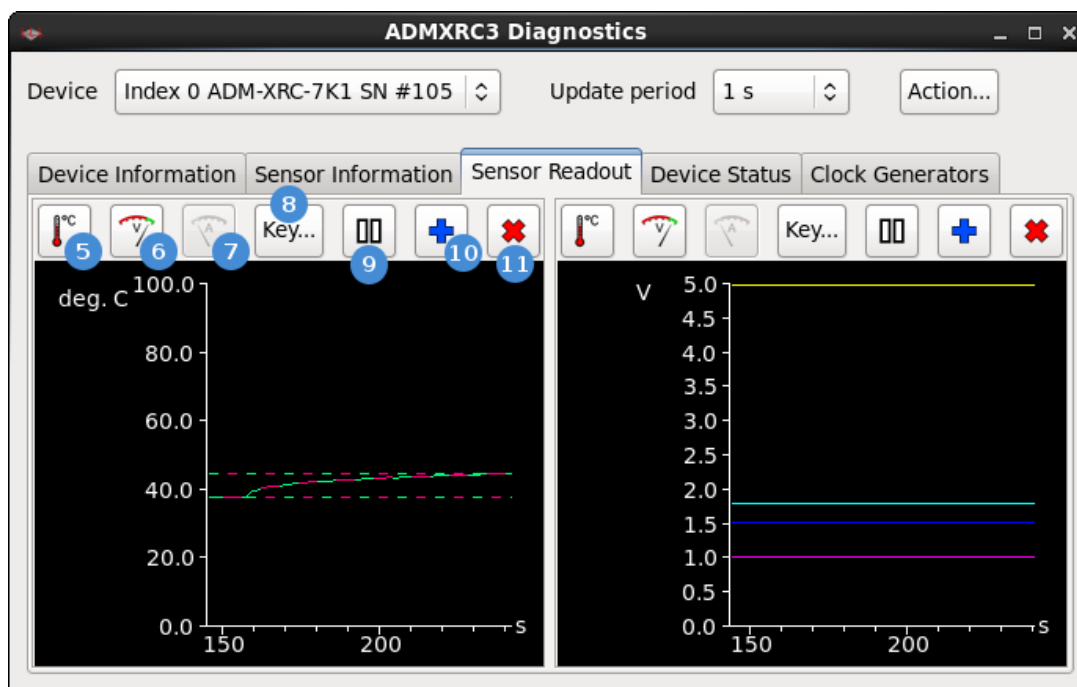 ADMXRC3 Diagnostics
Device Index 0 ADM-XRC-7K1 SN #105 Update period 1 s Action...
Device Information Sensor Information Sensor Readout Device Status Clock Generators
°C V A Key... °C V A Key...
5 6 7 8 9 10 11
deg. C
100.0
80.0
60.0
40.0
20.0
0.0
150 200 s
V
5.0
4.5
4.0
3.5
3.0
2.5
2.0
1.5
1.0
0.5
0.0
150 200 s